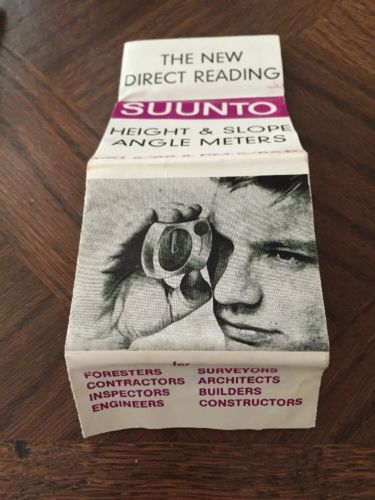 THE NEW
DIRECT READING
SUUNTO
HEIGHT & SLOPE
ANGLE METERS
for
FORESTERS SURVEYORS
CONTRACTORS ARCHITECTS
INSPECTORS BUILDERS
ENGINEERS CONSTRUCTORS